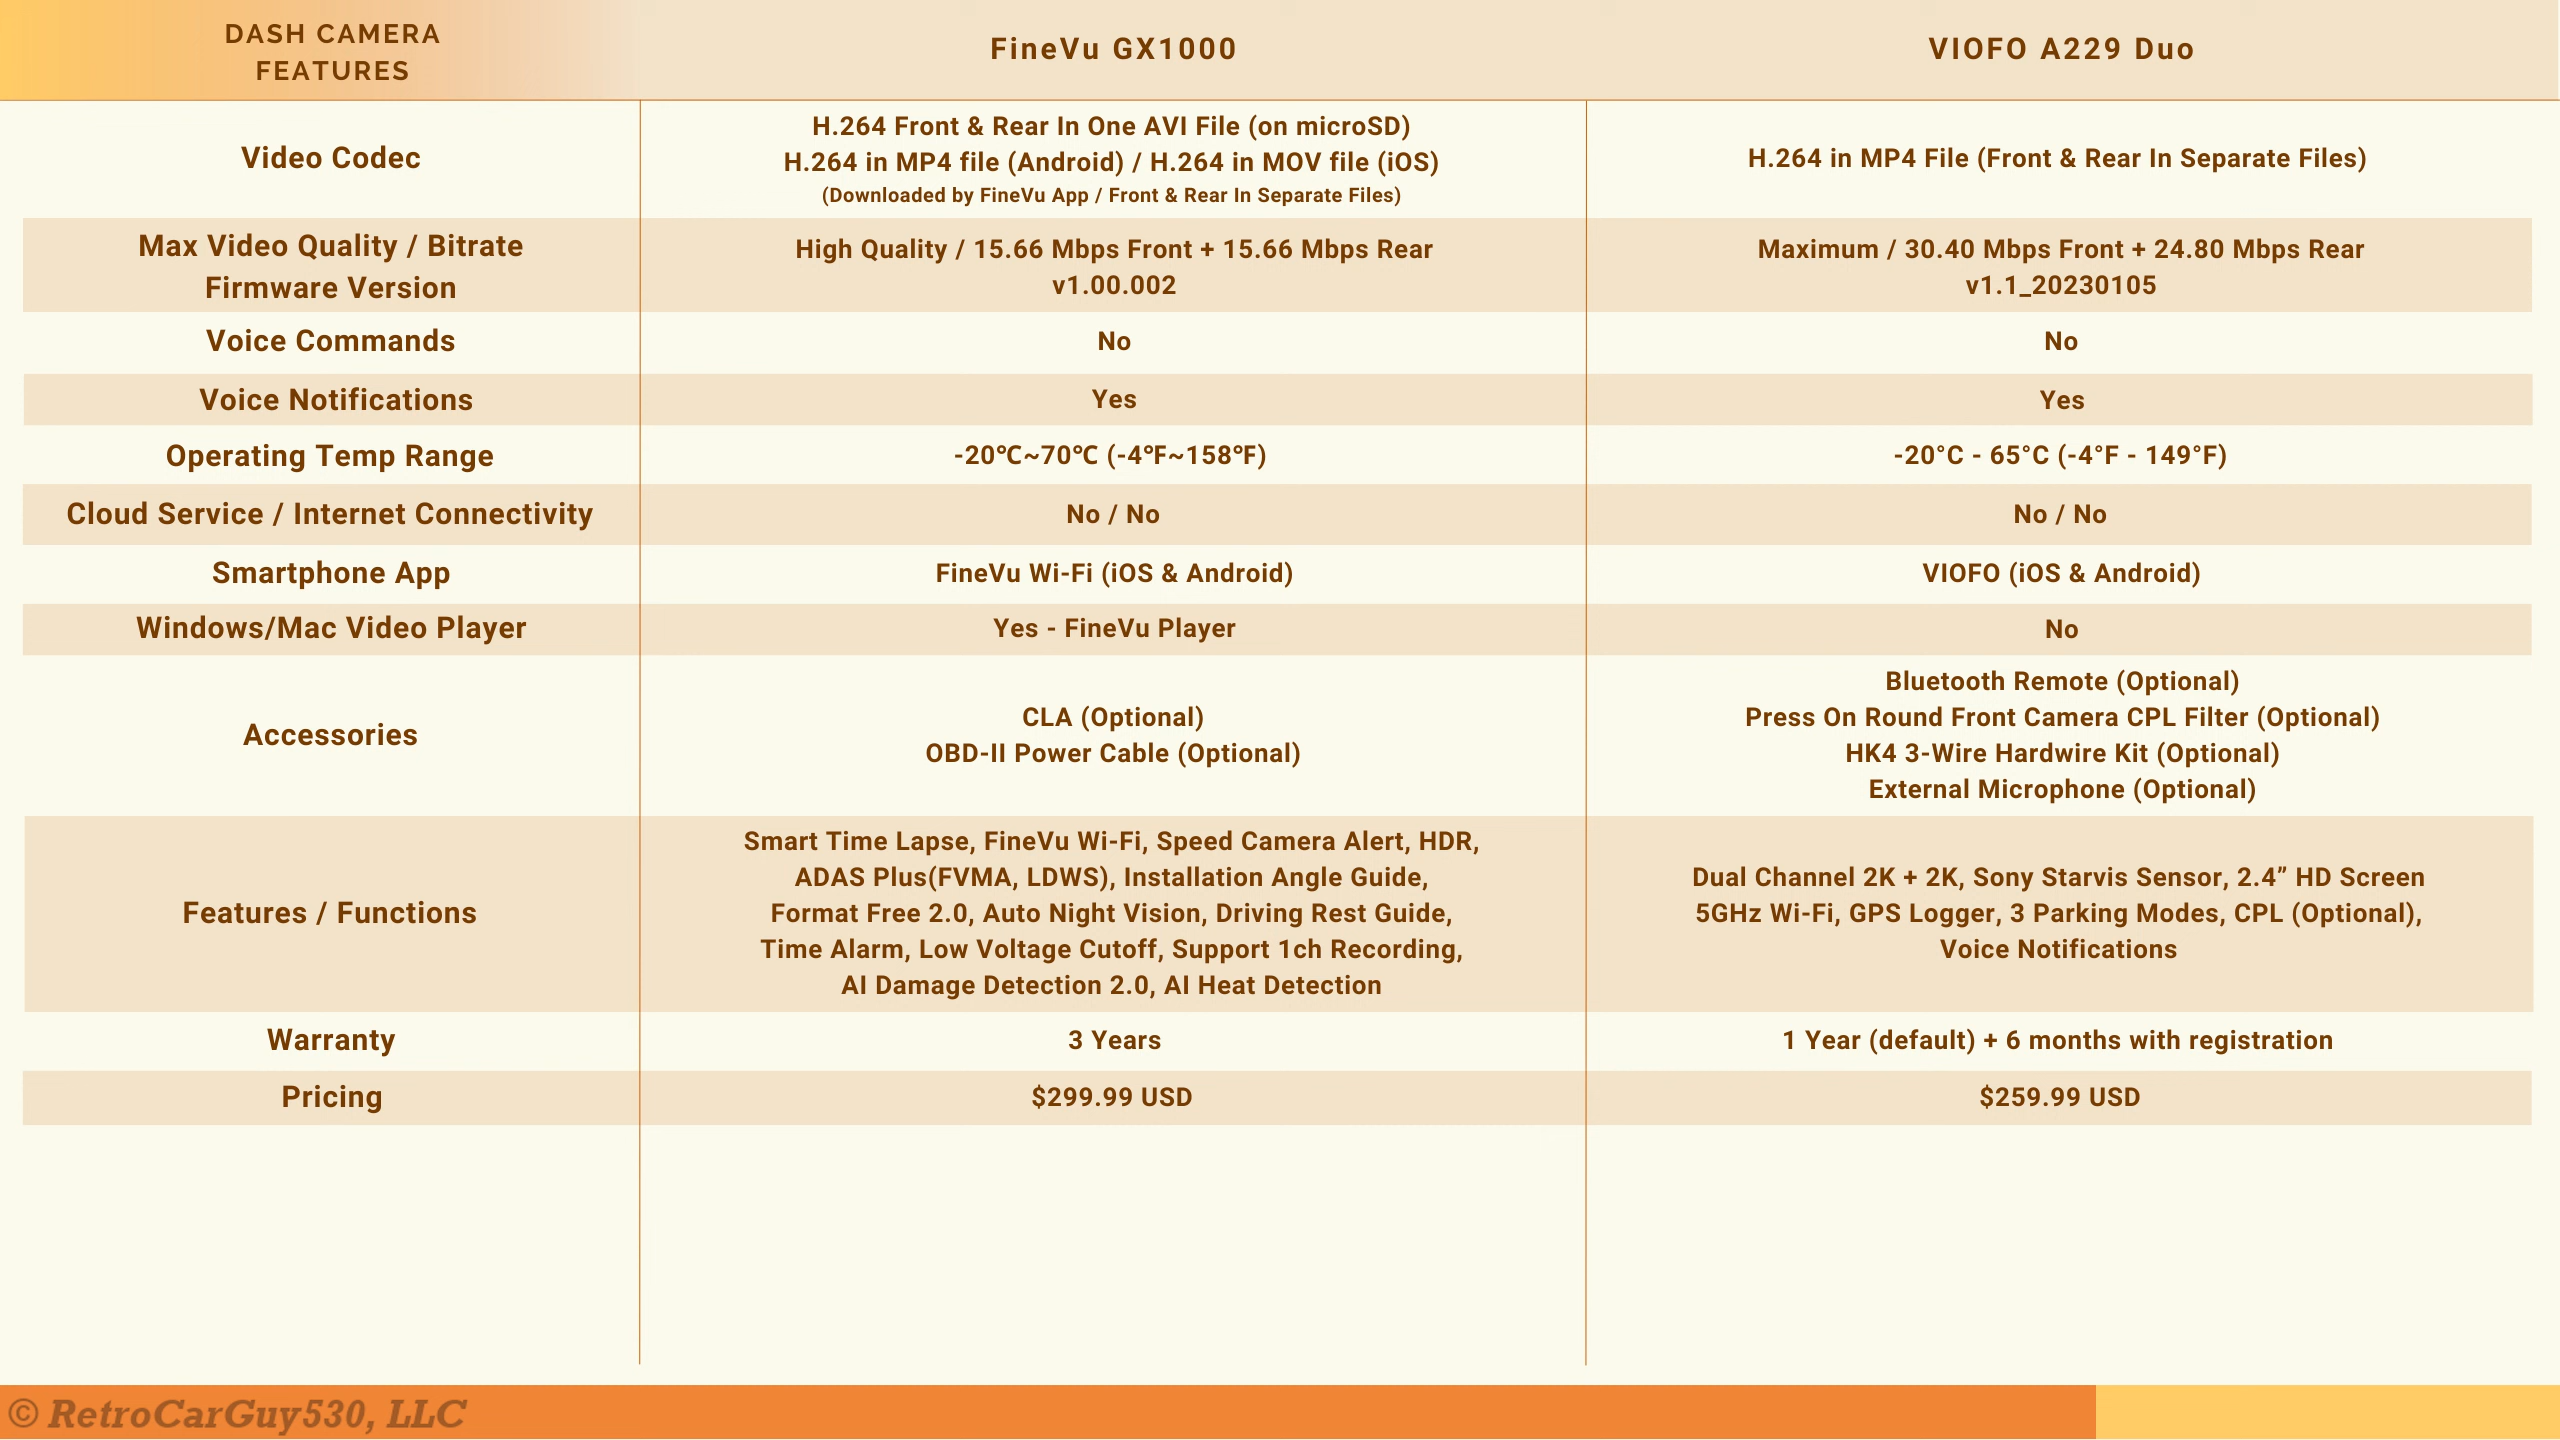 DASH CAMERA
FEATURES
FineVu GX1000
VIOFO A229 Duo
Video Codec
H.264 Front & Rear In One AVI File (on microSD)
H.264 in MP4 file (Android) / H.264 in MOV file (iOS)
(Downloaded by FineVu App / Front & Rear In Separate Files)
H.264 in MP4 File (Front & Rear In Separate Files)
Max Video Quality / Bitrate
Firmware Version
High Quality / 15.66 Mbps Front + 15.66 Mbps Rear
v1.00.002
Maximum / 30.40 Mbps Front + 24.80 Mbps Rear
v1.1_20230105
Voice Commands
No
No
Voice Notifications
Yes
Yes
Operating Temp Range
-20℃~70℃ (-4℉~158℉)
-20°C - 65°C (-4°F - 149°F)
Cloud Service / Internet Connectivity
No / No
No / No
Smartphone App
FineVu Wi-Fi (iOS & Android)
VIOFO (iOS & Android)
Windows/Mac Video Player
Yes - FineVu Player
No
Accessories
CLA (Optional)
OBD-II Power Cable (Optional)
Bluetooth Remote (Optional)
Press On Round Front Camera CPL Filter (Optional)
HK4 3-Wire Hardwire Kit (Optional)
External Microphone (Optional)
Features / Functions
Smart Time Lapse, FineVu Wi-Fi, Speed Camera Alert, HDR,
ADAS Plus(FVMA, LDWS), Installation Angle Guide,
Format Free 2.0, Auto Night Vision, Driving Rest Guide,
Time Alarm, Low Voltage Cutoff, Support 1ch Recording,
AI Damage Detection 2.0, AI Heat Detection
Dual Channel 2K + 2K, Sony Starvis Sensor, 2.4” HD Screen
5GHz Wi-Fi, GPS Logger, 3 Parking Modes, CPL (Optional),
Voice Notifications
Warranty
3 Years
1 Year (default) + 6 months with registration
Pricing
$299.99 USD
$259.99 USD
© RetroCarGuy530, LLC